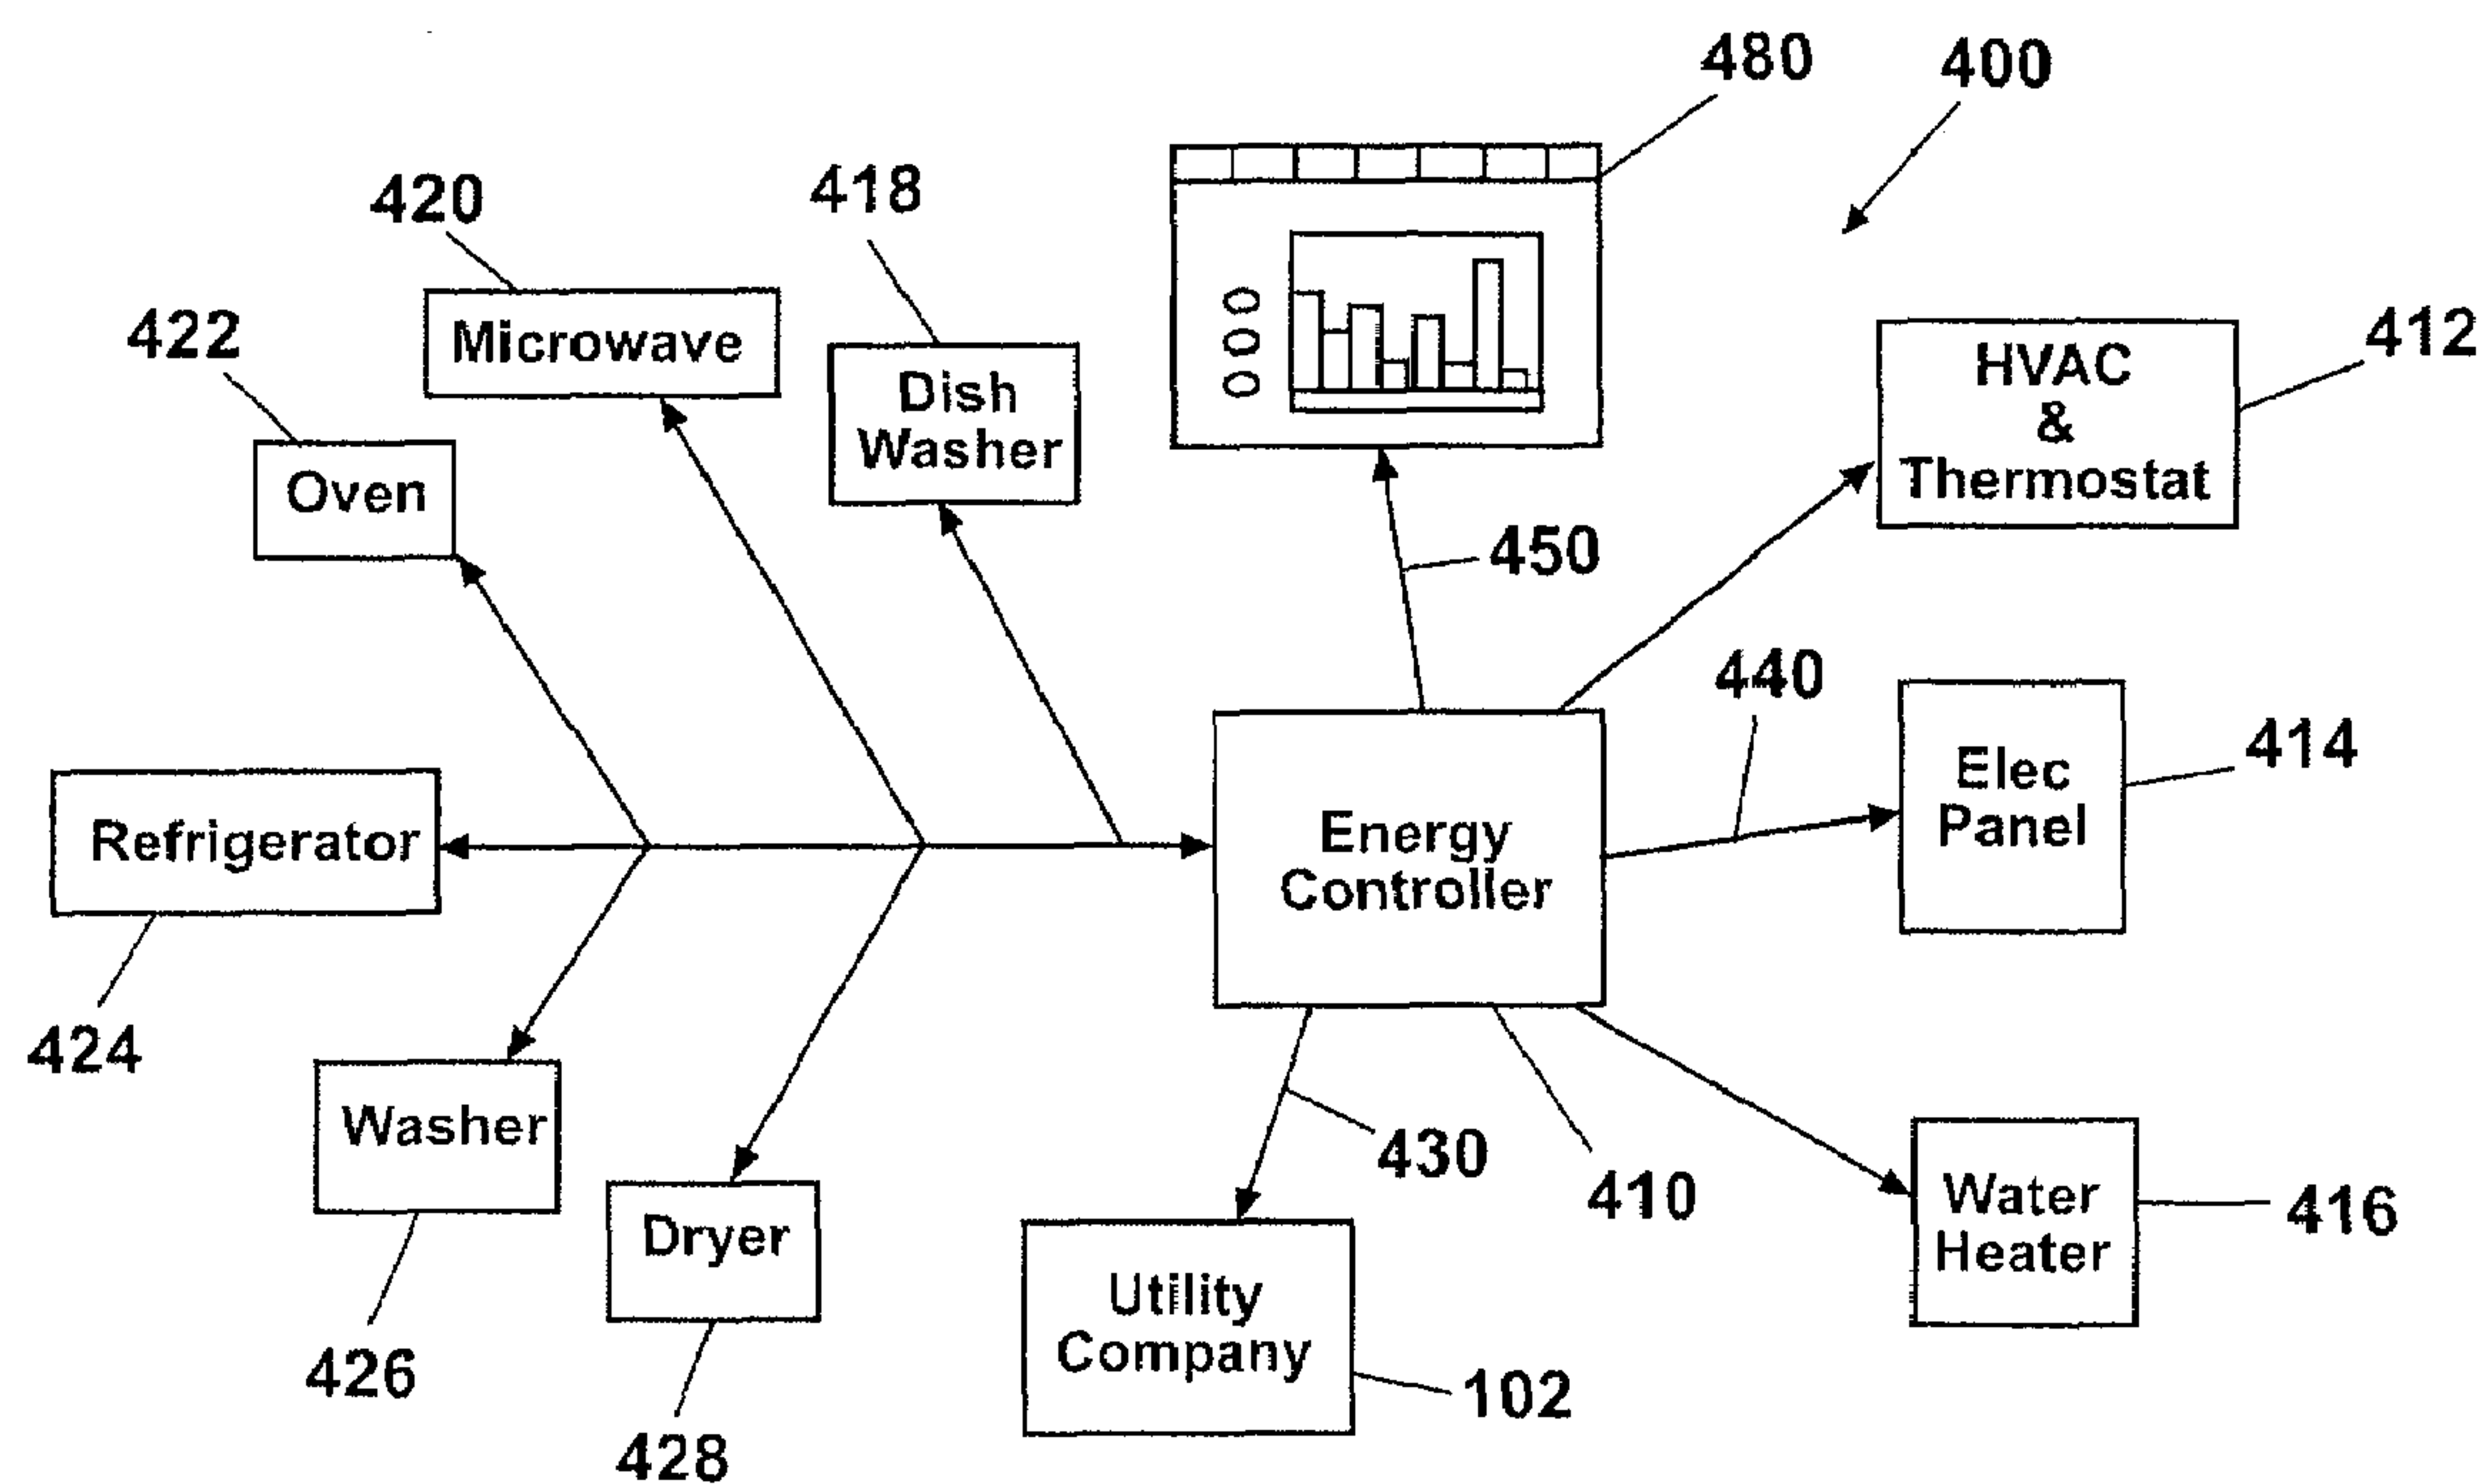 480
400
420
418
422
Microwave
412
HVAC
&
Thermostat
Dish
Washer
Oven
450
440
414
Elec
Panel
Refrigerator
Energy
Controller
424
Washer
430
410
Water
Heater
416
Dryer
Utility
Company
426
102
428